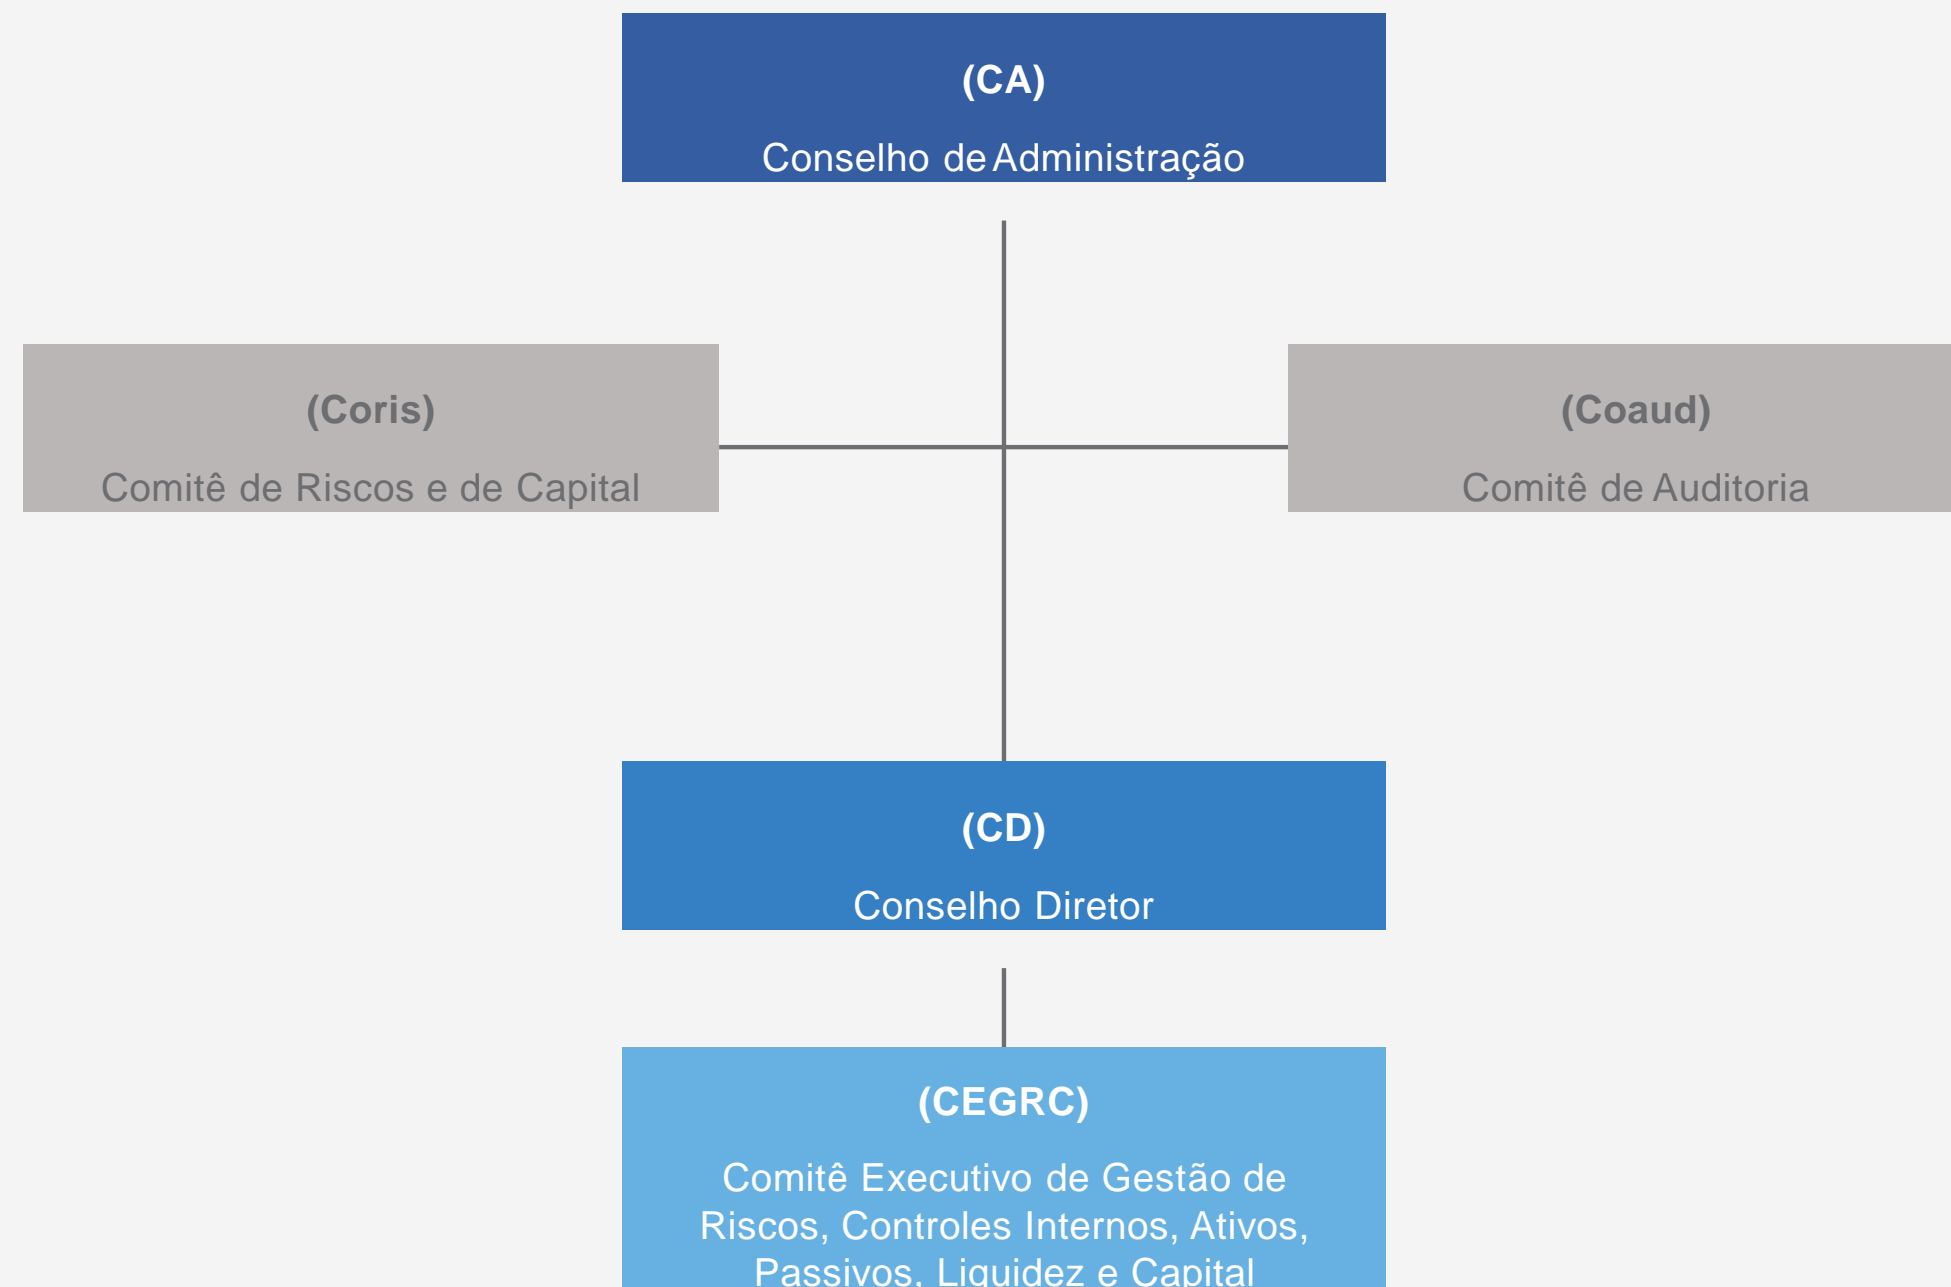 (CA)
Conselho de Administração
(Coris)
Comitê de Riscos e de Capital
(Coaud)
Comitê de Auditoria
(CD)
Conselho Diretor
(CEGRC)
Comitê Executivo de Gestão de
Riscos, Controles Internos, Ativos,
Passivos, Liquidez e Capital